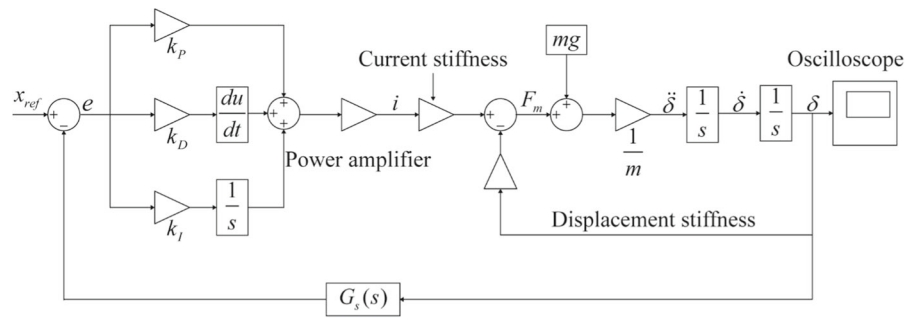 mg
Oscilloscope
k_P
Current stiffness
x_ref
e
+
−
k_D
du
dt
+
+
+
i
+
−
F_m
+
+
1
m
δ̈
1
s
δ̇
1
s
δ
Power amplifier
k_I
1
s
Displacement stiffness
G_s(s)